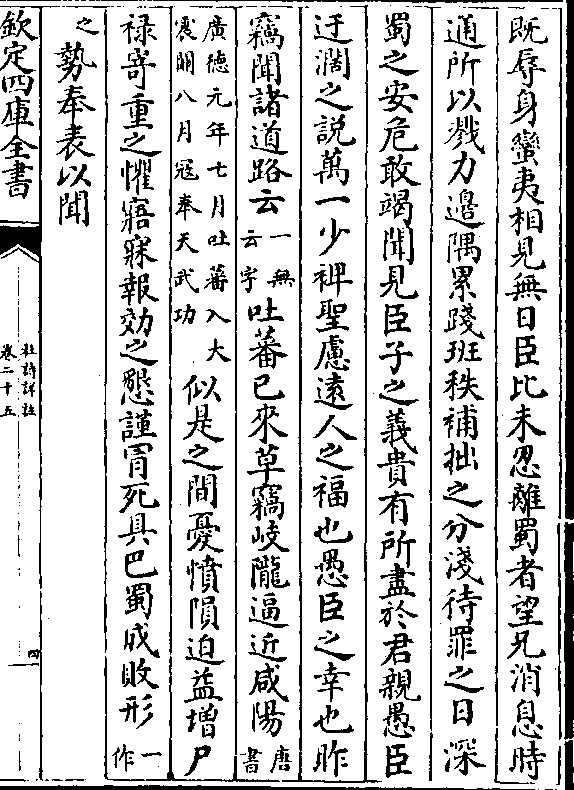 既辱身蠻夷相見無日臣比未忍離蜀者望兄消息時
通所以戮力邊隅累踐班秩補拙之分淺待罪之日深
蜀之安危敢竭聞見臣子之義貴有所盡於君親愚臣
迂濶之說萬一少裨聖慮遠人之福也愚臣之幸也昨
竊聞諸道路云一無云字吐蕃已來草竊岐隴逼近咸陽唐書
廣德元年七月吐蕃入大震關八月冦奉天武功似是之間憂憤隕迫益增尸
祿寄重之懼寤寐報効之懇謹冒死具巴蜀成敗形一作
之勢奉表以聞
欽定四庫全書
杜詩詳註
卷二十五
四